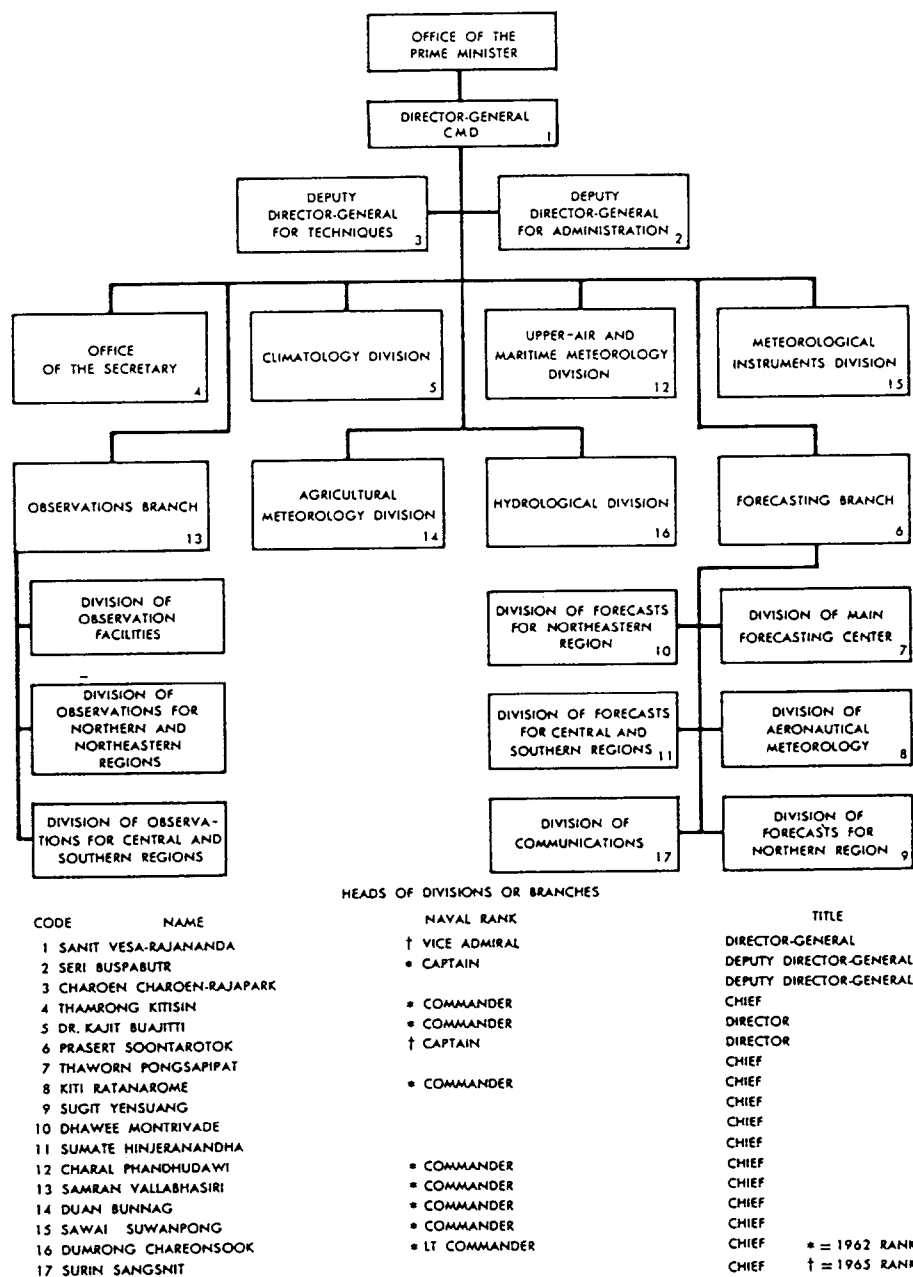 OFFICE OF THE
PRIME MINISTER
DIRECTOR-GENERAL
CMD
1
DEPUTY
DIRECTOR-GENERAL
FOR TECHNIQUES
3
DEPUTY
DIRECTOR-GENERAL
FOR ADMINISTRATION
2
OFFICE
OF THE SECRETARY
4
CLIMATOLOGY DIVISION
5
UPPER-AIR AND
MARITIME METEOROLOGY
DIVISION
12
METEOROLOGICAL
INSTRUMENTS DIVISION
15
OBSERVATIONS BRANCH
13
AGRICULTURAL
METEOROLOGY DIVISION
14
HYDROLOGICAL DIVISION
16
FORECASTING BRANCH
6
DIVISION OF
OBSERVATION
FACILITIES
DIVISION OF
OBSERVATIONS FOR
NORTHERN AND
NORTHEASTERN
REGIONS
DIVISION OF OBSERVA-
TIONS FOR CENTRAL AND
SOUTHERN REGIONS
DIVISION OF FORECASTS
FOR NORTHEASTERN
REGION
10
DIVISION OF MAIN
FORECASTING CENTER
7
DIVISION OF FORECASTS
FOR CENTRAL AND
SOUTHERN REGIONS
11
DIVISION OF
AERONAUTICAL
METEOROLOGY
8
DIVISION OF
COMMUNICATIONS
17
DIVISION OF
FORECASTS FOR
NORTHERN REGION
9
HEADS OF DIVISIONS OR BRANCHES
CODE NAME NAVAL RANK TITLE
1 SANIT VESA-RAJANANDA † VICE ADMIRAL DIRECTOR-GENERAL
2 SERI BUSPABUTR * CAPTAIN DEPUTY DIRECTOR-GENERAL
3 CHAROEN CHAROEN-RAJAPARK DEPUTY DIRECTOR-GENERAL
4 THAMRONG KITISIN * COMMANDER CHIEF
5 DR. KAJIT BUAJITTI * COMMANDER DIRECTOR
6 PRASERT SOONTAROTOK † CAPTAIN DIRECTOR
7 THAWORN PONGSAPIPAT CHIEF
8 KITI RATANAROME * COMMANDER CHIEF
9 SUGIT YENSUANG CHIEF
10 DHAWEE MONTRIVADE CHIEF
11 SUMATE HINJERANANDHA CHIEF
12 CHARAL PHANDHUDAWI * COMMANDER CHIEF
13 SAMRAN VALLABHASIRI * COMMANDER CHIEF
14 DUAN BUNNAG * COMMANDER CHIEF
15 SAWAI SUWANPONG * COMMANDER CHIEF
16 DUMRONG CHAREONSOOK * LT COMMANDER CHIEF * = 1962 RANK
17 SURIN SANGSNIT CHIEF † = 1965 RANK